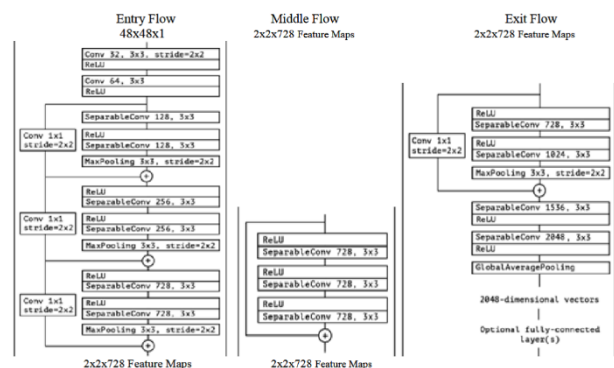 Entry Flow
48x48x1
Conv 32, 3x3, stride=2x2
ReLU
Conv 64, 3x3
ReLU
SeparableConv 128, 3x3
Conv 1x1
stride=2x2
ReLU
SeparableConv 128, 3x3
MaxPooling 3x3, stride=2x2
+
ReLU
SeparableConv 256, 3x3
Conv 1x1
stride=2x2
ReLU
SeparableConv 256, 3x3
MaxPooling 3x3, stride=2x2
+
ReLU
SeparableConv 728, 3x3
Conv 1x1
stride=2x2
ReLU
SeparableConv 728, 3x3
MaxPooling 3x3, stride=2x2
+
2x2x728 Feature Maps
Middle Flow
2x2x728 Feature Maps
ReLU
SeparableConv 728, 3x3
ReLU
SeparableConv 728, 3x3
ReLU
SeparableConv 728, 3x3
+
2x2x728 Feature Maps
Exit Flow
2x2x728 Feature Maps
ReLU
SeparableConv 728, 3x3
Conv 1x1
stride=2x2
ReLU
SeparableConv 1024, 3x3
MaxPooling 3x3, stride=2x2
+
SeparableConv 1536, 3x3
ReLU
SeparableConv 2048, 3x3
ReLU
GlobalAveragePooling
2048-dimensional vectors
Optional fully-connected
layer(s)